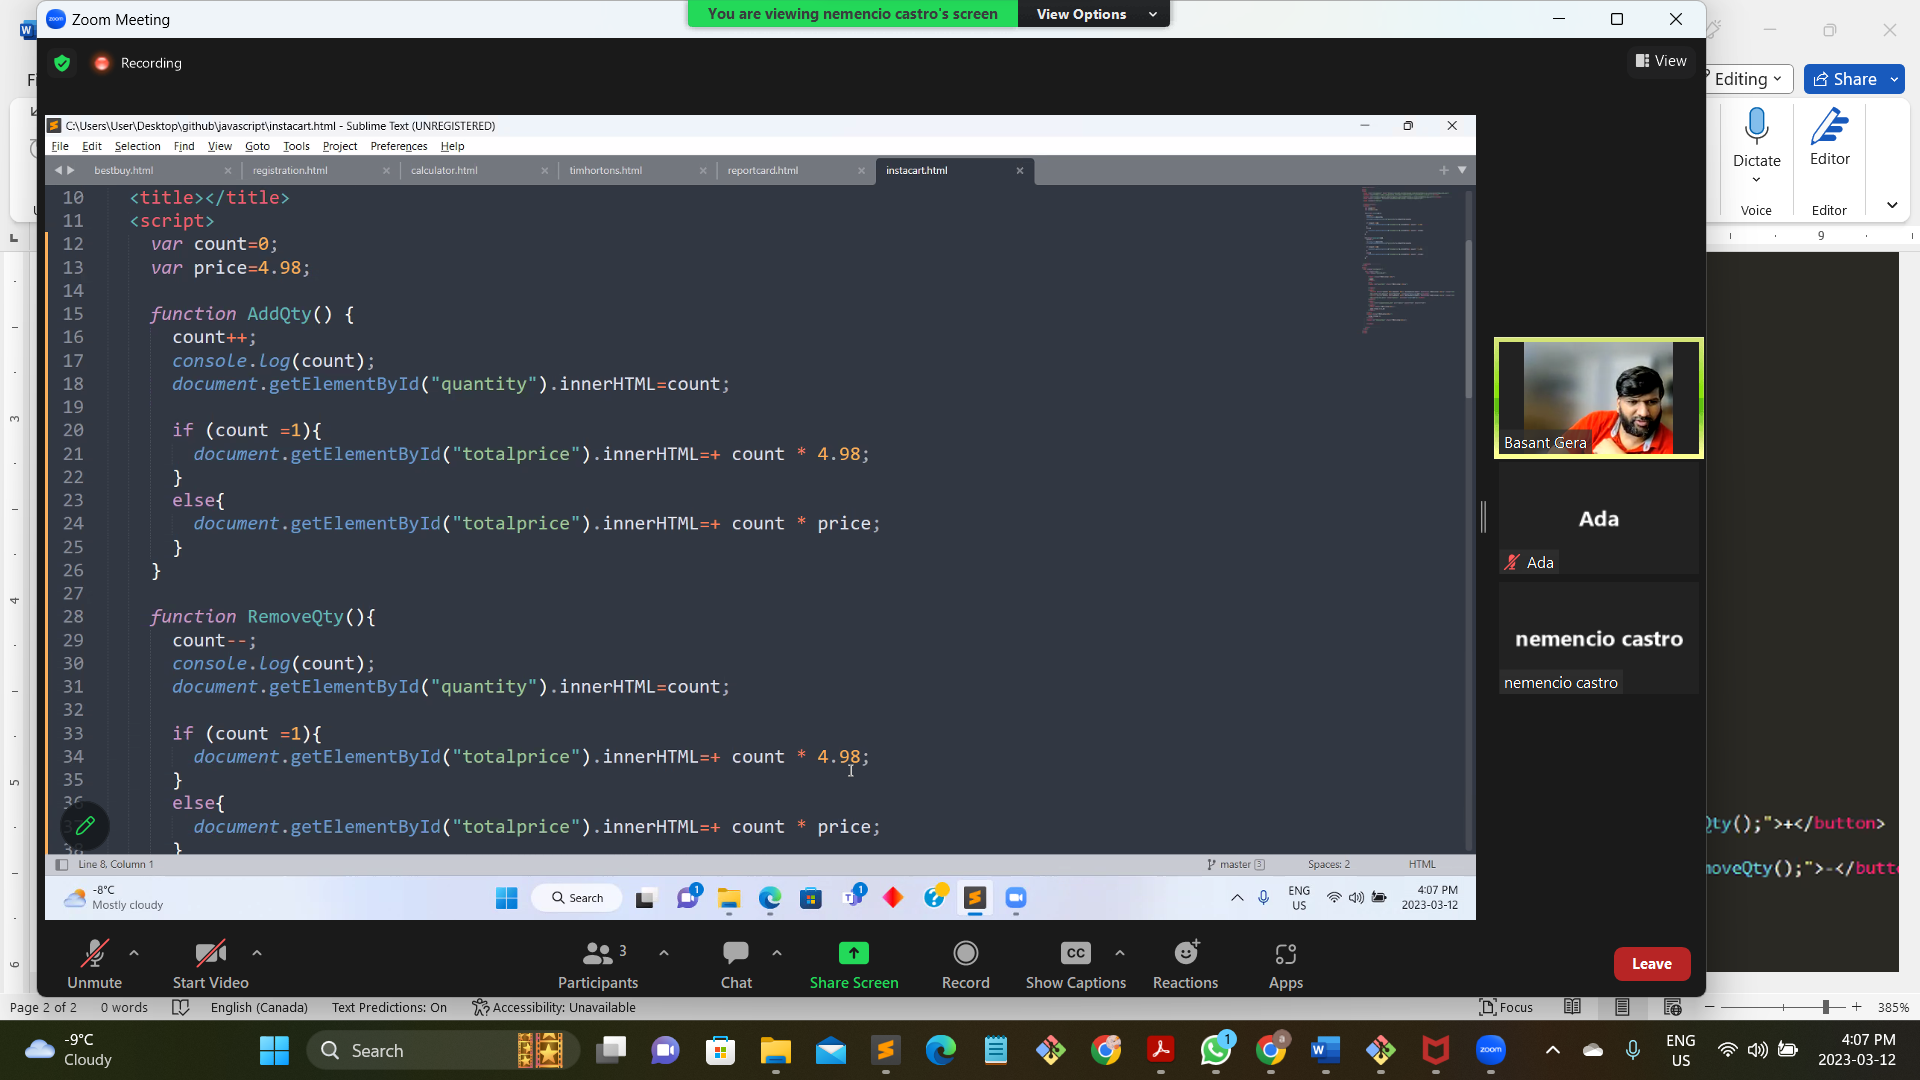 Zoom Meeting
You are viewing nemencio castro's screen
View Options
Recording
View
Editing
Share
C:\Users\User\Desktop\github\javascript\instacart.html - Sublime Text (UNREGISTERED)
File Edit Selection Find View Goto Tools Project Preferences Help
bestbuy.html registration.html calculator.html timhortons.html reportcard.html instacart.html
Dictate
Editor
Voice
Editor
9
10 <title></title>
11 <script>
12 var count=0;
13 var price=4.98;
14
15 function AddQty() {
16 count++;
17 console.log(count);
18 document.getElementById("quantity").innerHTML=count;
19
20 if (count =1){
21 document.getElementById("totalprice").innerHTML=+ count * 4.98;
22 }
23 else{
24 document.getElementById("totalprice").innerHTML=+ count * price;
25 }
26 }
27
28 function RemoveQty(){
29 count--;
30 console.log(count);
31 document.getElementById("quantity").innerHTML=count;
32
33 if (count =1){
34 document.getElementById("totalprice").innerHTML=+ count * 4.98;
35 }
36 else{
37 document.getElementById("totalprice").innerHTML=+ count * price;
38 }
Basant Gera
Ada
Ada
nemencio castro
nemencio castro
Qty();">+</button>
moveQty();">-</butt
Line 8, Column 1
master 3
Spaces: 2
HTML
-8°C
Mostly cloudy
Search
ENG
US
4:07 PM
2023-03-12
Unmute
Start Video
Participants 3
Chat
Share Screen
Record
Show Captions
Reactions
Apps
Leave
Page 2 of 2 0 words English (Canada) Text Predictions: On Accessibility: Unavailable
Focus
385%
-9°C
Cloudy
Search
zoom
ENG
US
4:07 PM
2023-03-12